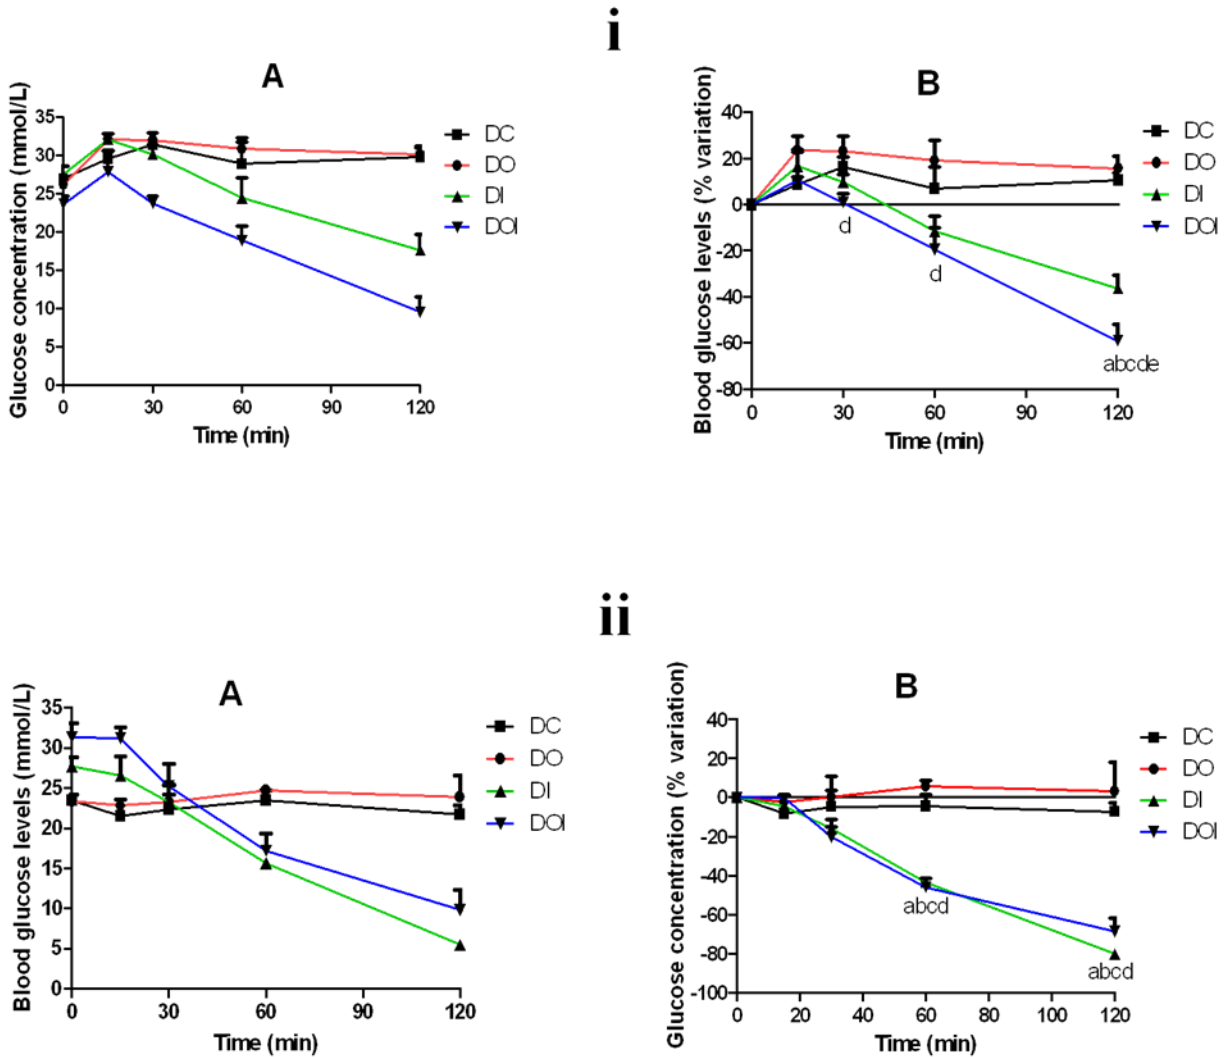 i
A
Glucose concentration (mmol/L)
35
30
25
20
15
10
5
0
0 30 60 90 120
Time (min)
DC
DO
DI
DOI
B
Blood glucose levels (% variation)
40
20
0
-20
-40
-60
-80
d
d
abcde
0 30 60 90 120
Time (min)
DC
DO
DI
DOI
ii
A
Blood glucose levels (mmol/L)
35
30
25
20
15
10
5
0
0 30 60 90 120
Time (min)
DC
DO
DI
DOI
B
Glucose concentration (% variation)
40
20
0
-20
-40
-60
-80
-100
abcd
abcd
0 20 40 60 80 100 120
Time (min)
DC
DO
DI
DOI